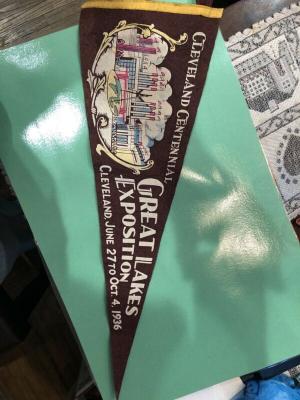 CLEVELAND CENTENNIAL
GREAT LAKES
EXPOSITION
CLEVELAND, JUNE 27 TO OCT. 4, 1936